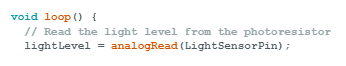 void loop() {
// Read the light level from the photoresistor
lightLevel = analogRead(LightSensorPin);